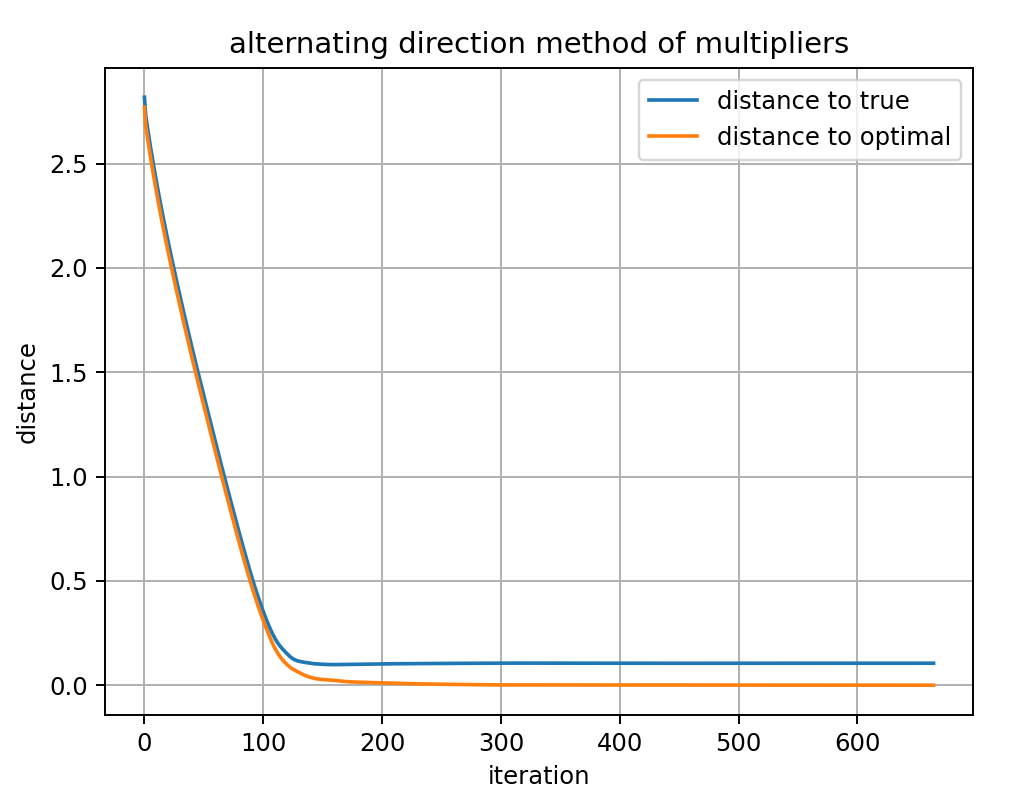 alternating direction method of multipliers
distance to true
distance to optimal
2.5
2.0
1.5
1.0
0.5
0.0
distance
0 100 200 300 400 500 600
iteration